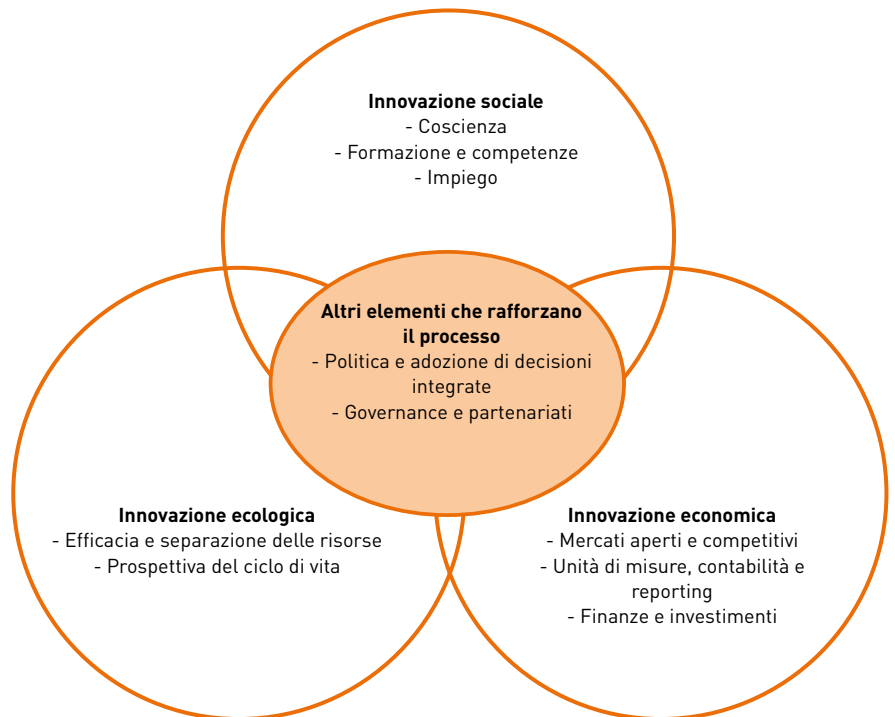 Innovazione sociale
- Coscienza
- Formazione e competenze
- Impiego
Altri elementi che rafforzano
il processo
- Politica e adozione di decisioni
integrate
- Governance e partenariati
Innovazione ecologica
- Efficacia e separazione delle risorse
- Prospettiva del ciclo di vita
Innovazione economica
- Mercati aperti e competitivi
- Unità di misure, contabilità e
reporting
- Finanze e investimenti